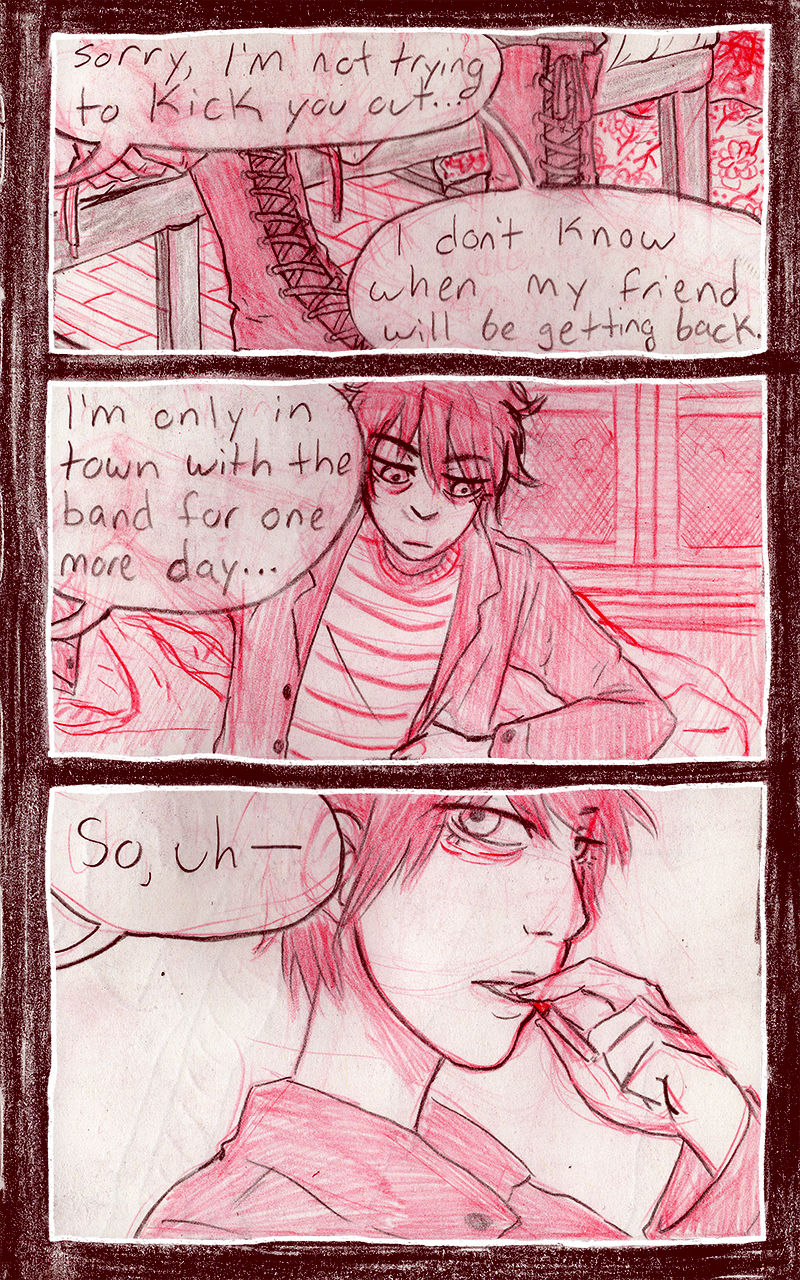 sorry, I'm not trying
to kick you out...
I don't know
when my friend
will be getting back.
I'm only in
town with the
band for one
more day...
So, uh—